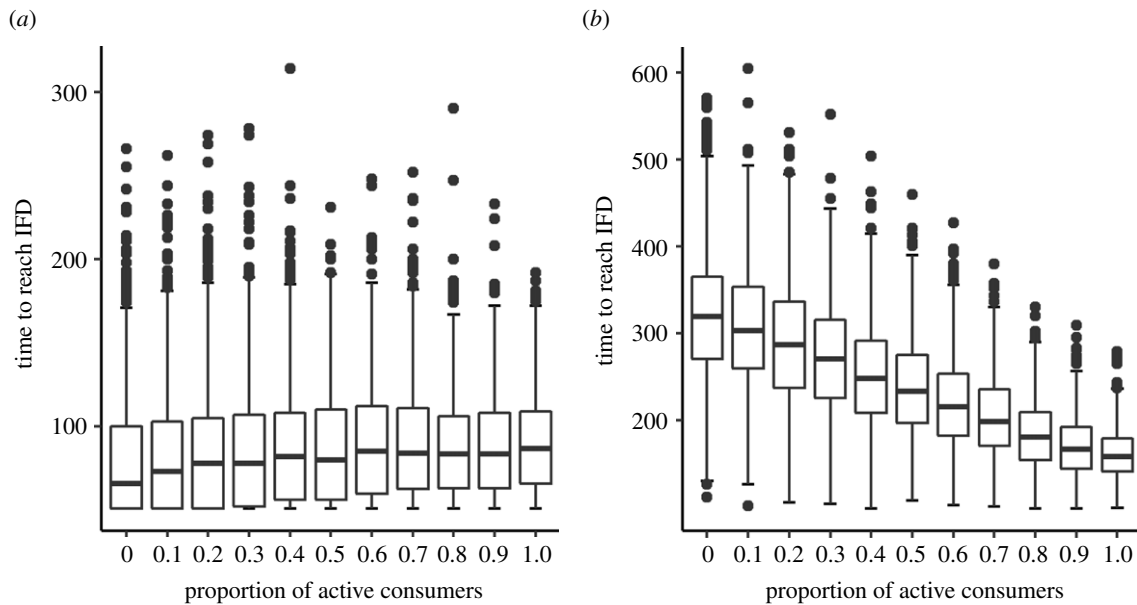 (a)
300
200
100
time to reach IFD
0 0.1 0.2 0.3 0.4 0.5 0.6 0.7 0.8 0.9 1.0
proportion of active consumers
(b)
600
500
400
300
200
time to reach IFD
0 0.1 0.2 0.3 0.4 0.5 0.6 0.7 0.8 0.9 1.0
proportion of active consumers